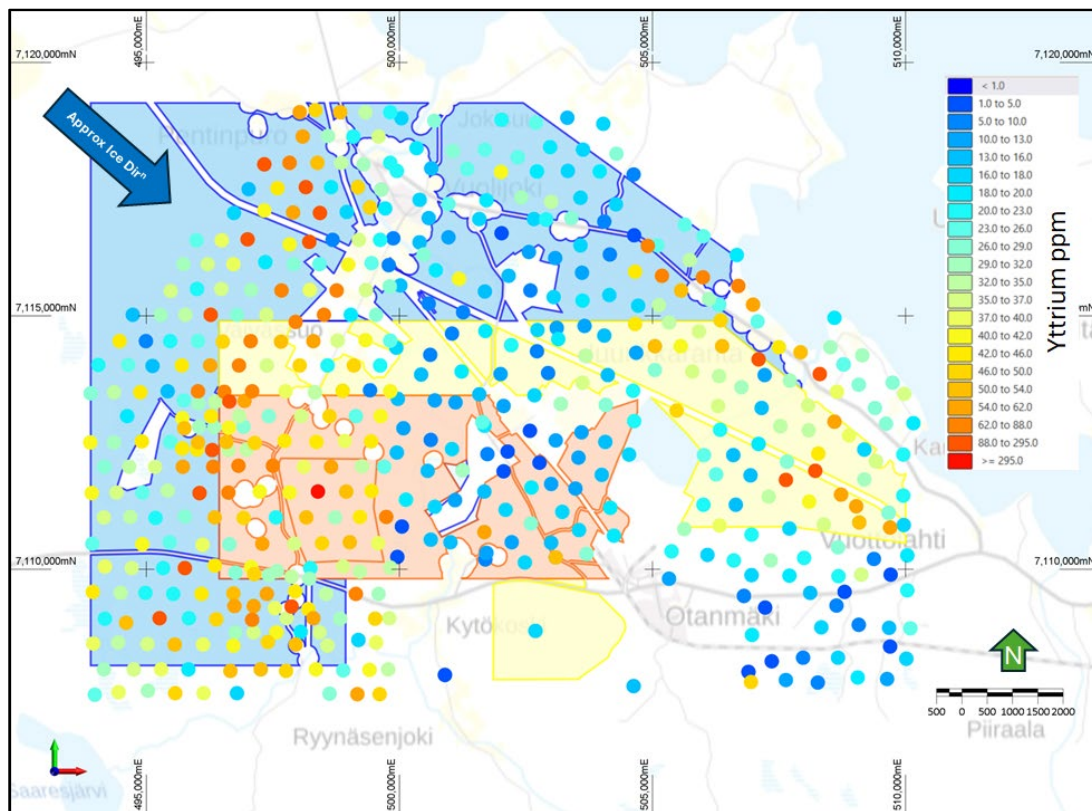 495,000mE
500,000mE
505,000mE
510,000mE
7,120,000mN
7,120,000mN
Approx Ice Dirⁿ
Vuolijoki
7,115,000mN
mN
7,110,000mN
Vuottolahti
Otanmäki
Ryynäsenjoki
Piiraala
Saaresjärvi
Yttrium ppm
< 1.0
1.0 to 5.0
5.0 to 10.0
10.0 to 13.0
13.0 to 16.0
16.0 to 18.0
18.0 to 20.0
20.0 to 23.0
23.0 to 26.0
26.0 to 29.0
29.0 to 32.0
32.0 to 35.0
35.0 to 37.0
37.0 to 40.0
40.0 to 42.0
42.0 to 46.0
46.0 to 50.0
50.0 to 54.0
54.0 to 62.0
62.0 to 88.0
88.0 to 295.0
>= 295.0
N
500 0 500 1000 1500 2000
495,000mE
500,000mE
505,000mE
510,000mE